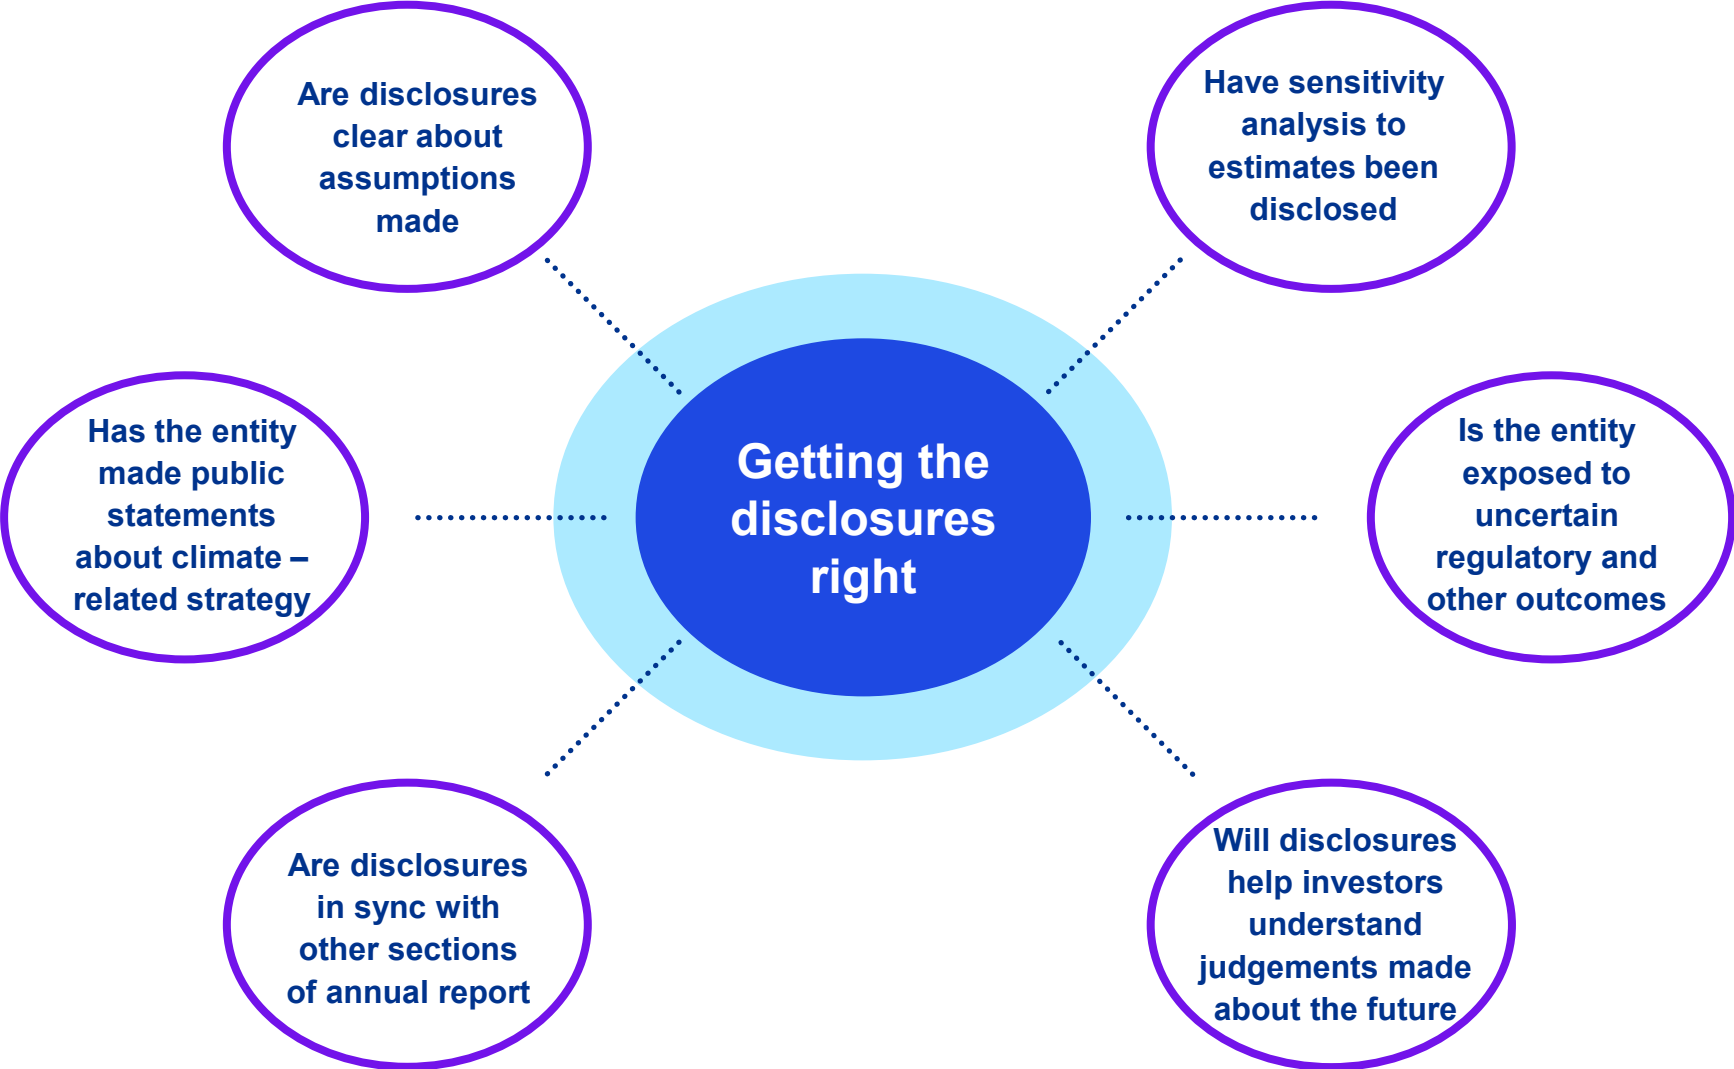 Are disclosures
clear about
assumptions
made
Have sensitivity
analysis to
estimates been
disclosed
Has the entity
made public
statements
about climate –
related strategy
Getting the
disclosures
right
Is the entity
exposed to
uncertain
regulatory and
other outcomes
Are disclosures
in sync with
other sections
of annual report
Will disclosures
help investors
understand
judgements made
about the future